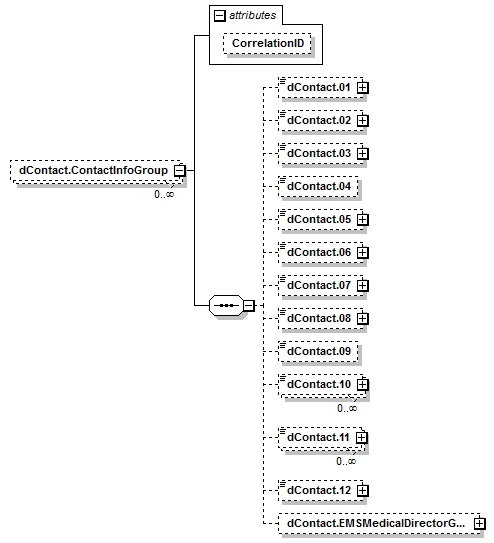 attributes
CorrelationID
dContact.01
dContact.02
dContact.03
dContact.ContactInfoGroup
0..∞
dContact.04
dContact.05
dContact.06
dContact.07
dContact.08
dContact.09
dContact.10
0..∞
dContact.11
0..∞
dContact.12
dContact.EMSMedicalDirectorG...